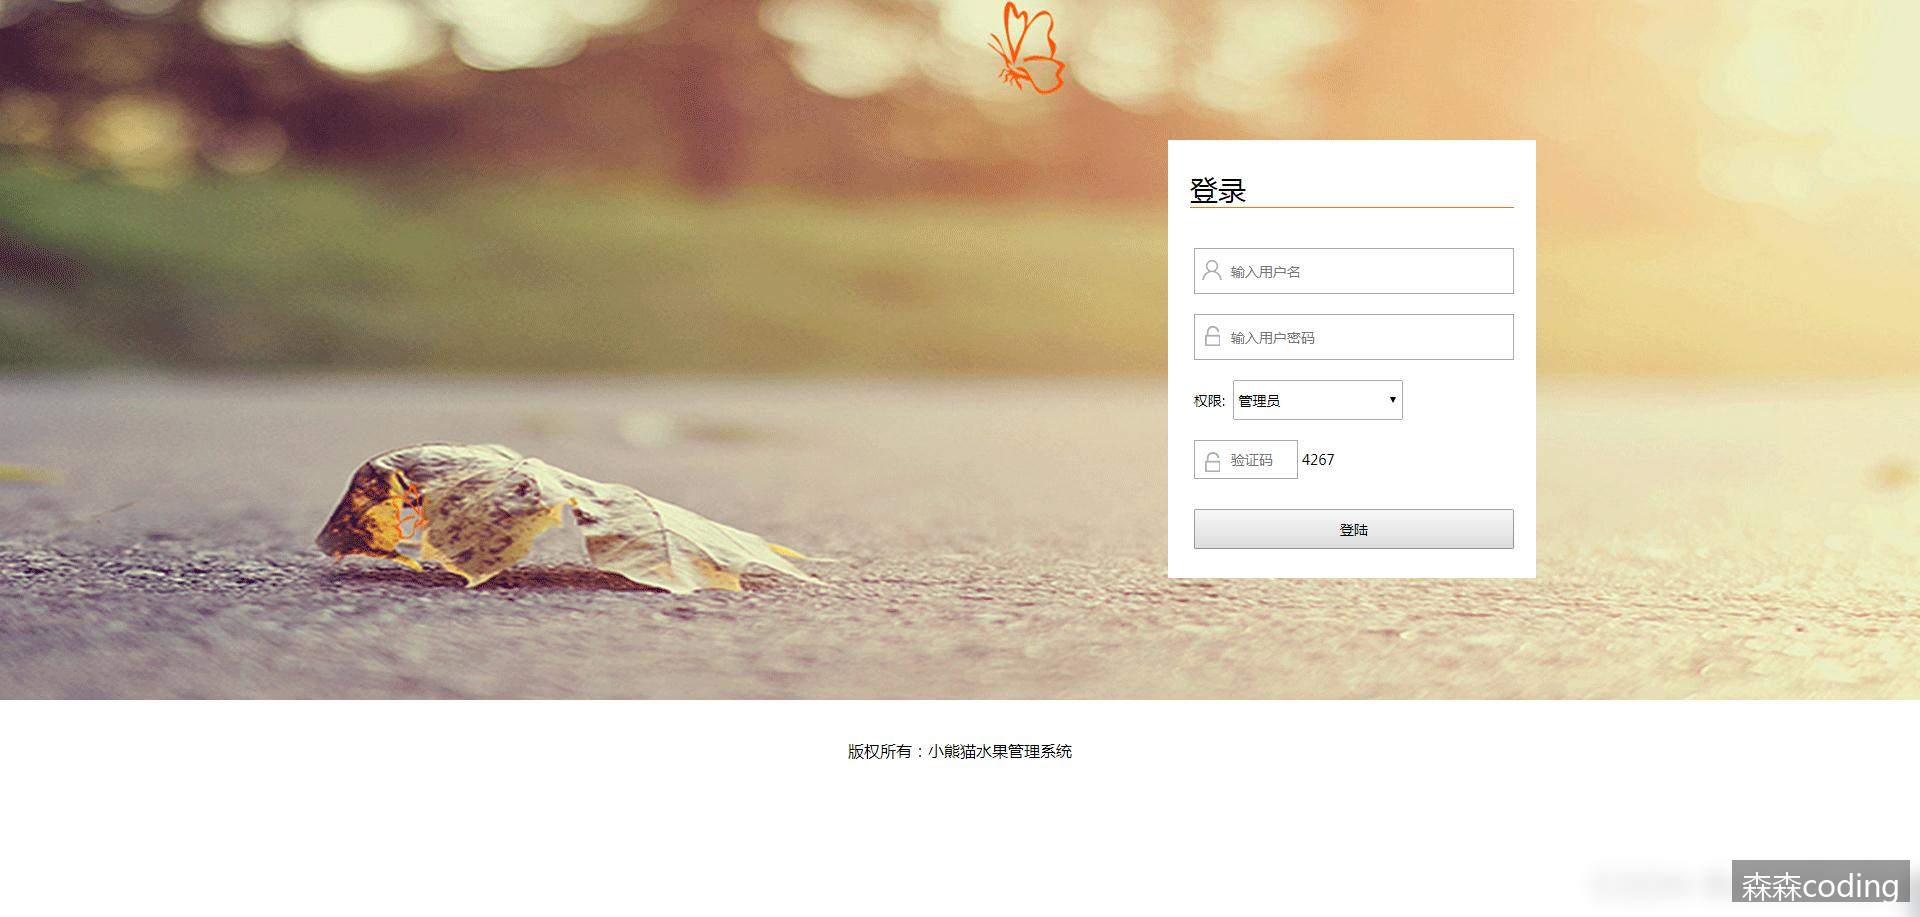 登录
输入用户名
输入用户密码
权限: 管理员
验证码 4267
登陆
版权所有：小熊猫水果管理系统
森森coding